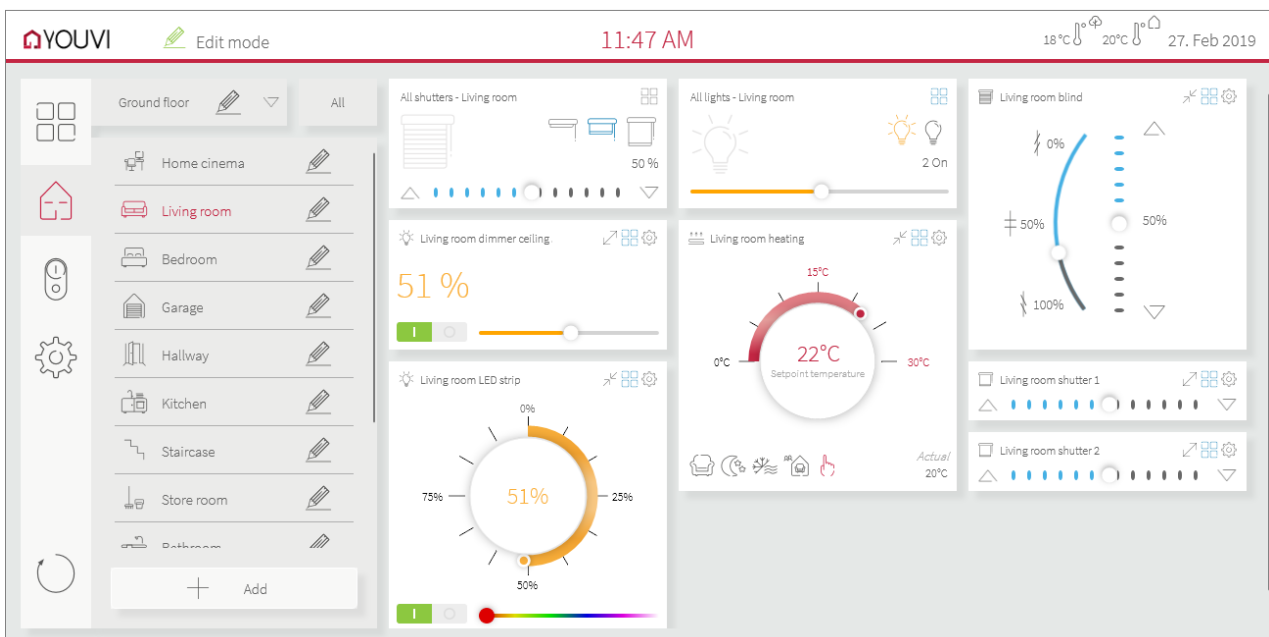 YOUVI
Edit mode
11:47 AM
18°C
20°C
27. Feb 2019
Ground floor
All
Home cinema
Living room
Bedroom
Garage
Hallway
Kitchen
Staircase
Store room
Bathroom
Add
All shutters - Living room
50 %
Living room dimmer ceiling
51 %
I
Living room LED strip
0%
75%
51%
25%
50%
I
All lights - Living room
2 On
Living room heating
15°C
0°C
22°C
30°C
Setpoint temperature
Actual
20°C
Living room blind
0%
50%
50%
100%
Living room shutter 1
Living room shutter 2